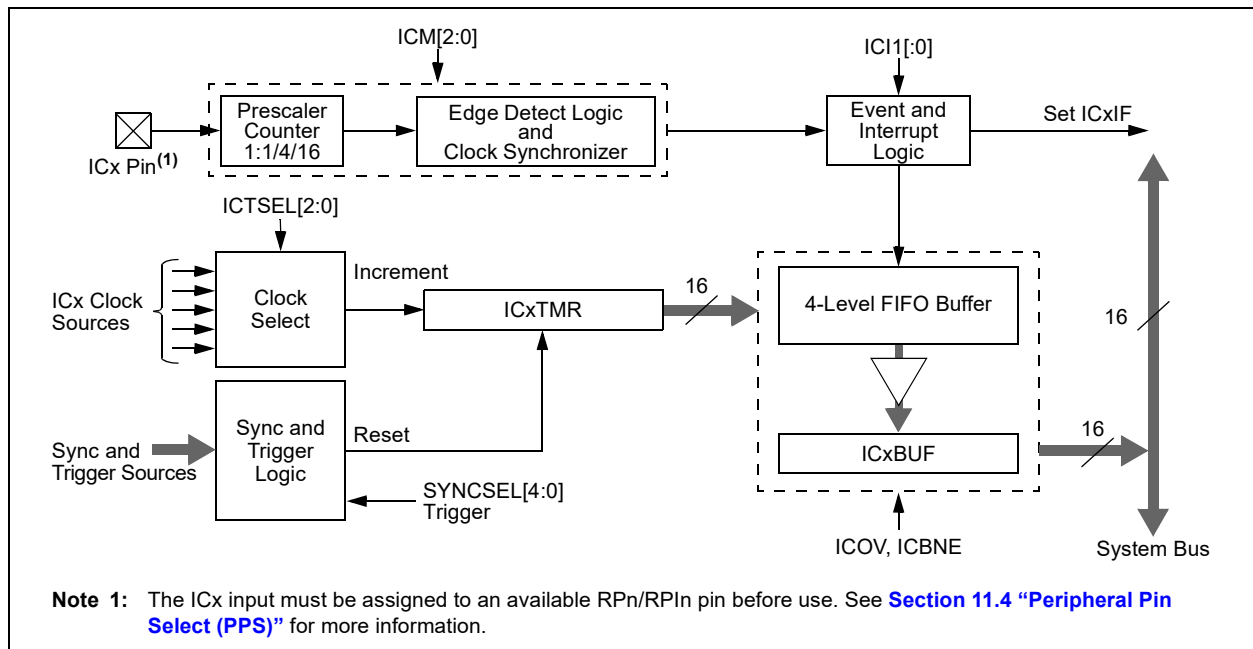 ICM[2:0]
ICI1[:0]
Prescaler
Counter
1:1/4/16
Edge Detect Logic
and
Clock Synchronizer
Event and
Interrupt
Logic
Set ICxIF
ICx Pin(1)
ICTSEL[2:0]
ICx Clock
Sources
Clock
Select
Increment
ICxTMR
16
4-Level FIFO Buffer
16
Sync and
Trigger Sources
Sync and
Trigger
Logic
Reset
ICxBUF
16
SYNCSEL[4:0]
Trigger
ICOV, ICBNE
System Bus
Note 1: The ICx input must be assigned to an available RPn/RPIn pin before use. See Section 11.4 “Peripheral Pin
Select (PPS)” for more information.